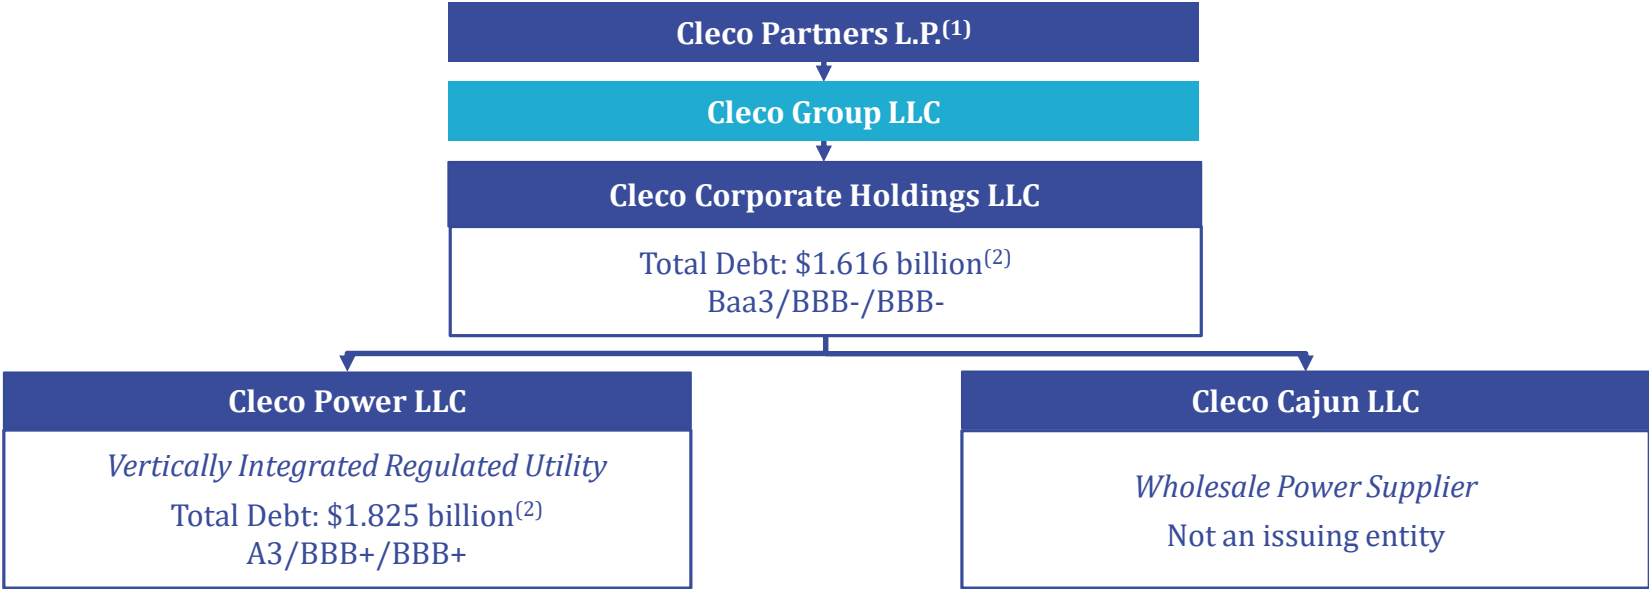 Cleco Partners L.P.(1)
Cleco Group LLC
Cleco Corporate Holdings LLC
Total Debt: $1.616 billion(2)
Baa3/BBB-/BBB-
Cleco Power LLC
Vertically Integrated Regulated Utility
Total Debt: $1.825 billion(2)
A3/BBB+/BBB+
Cleco Cajun LLC
Wholesale Power Supplier
Not an issuing entity